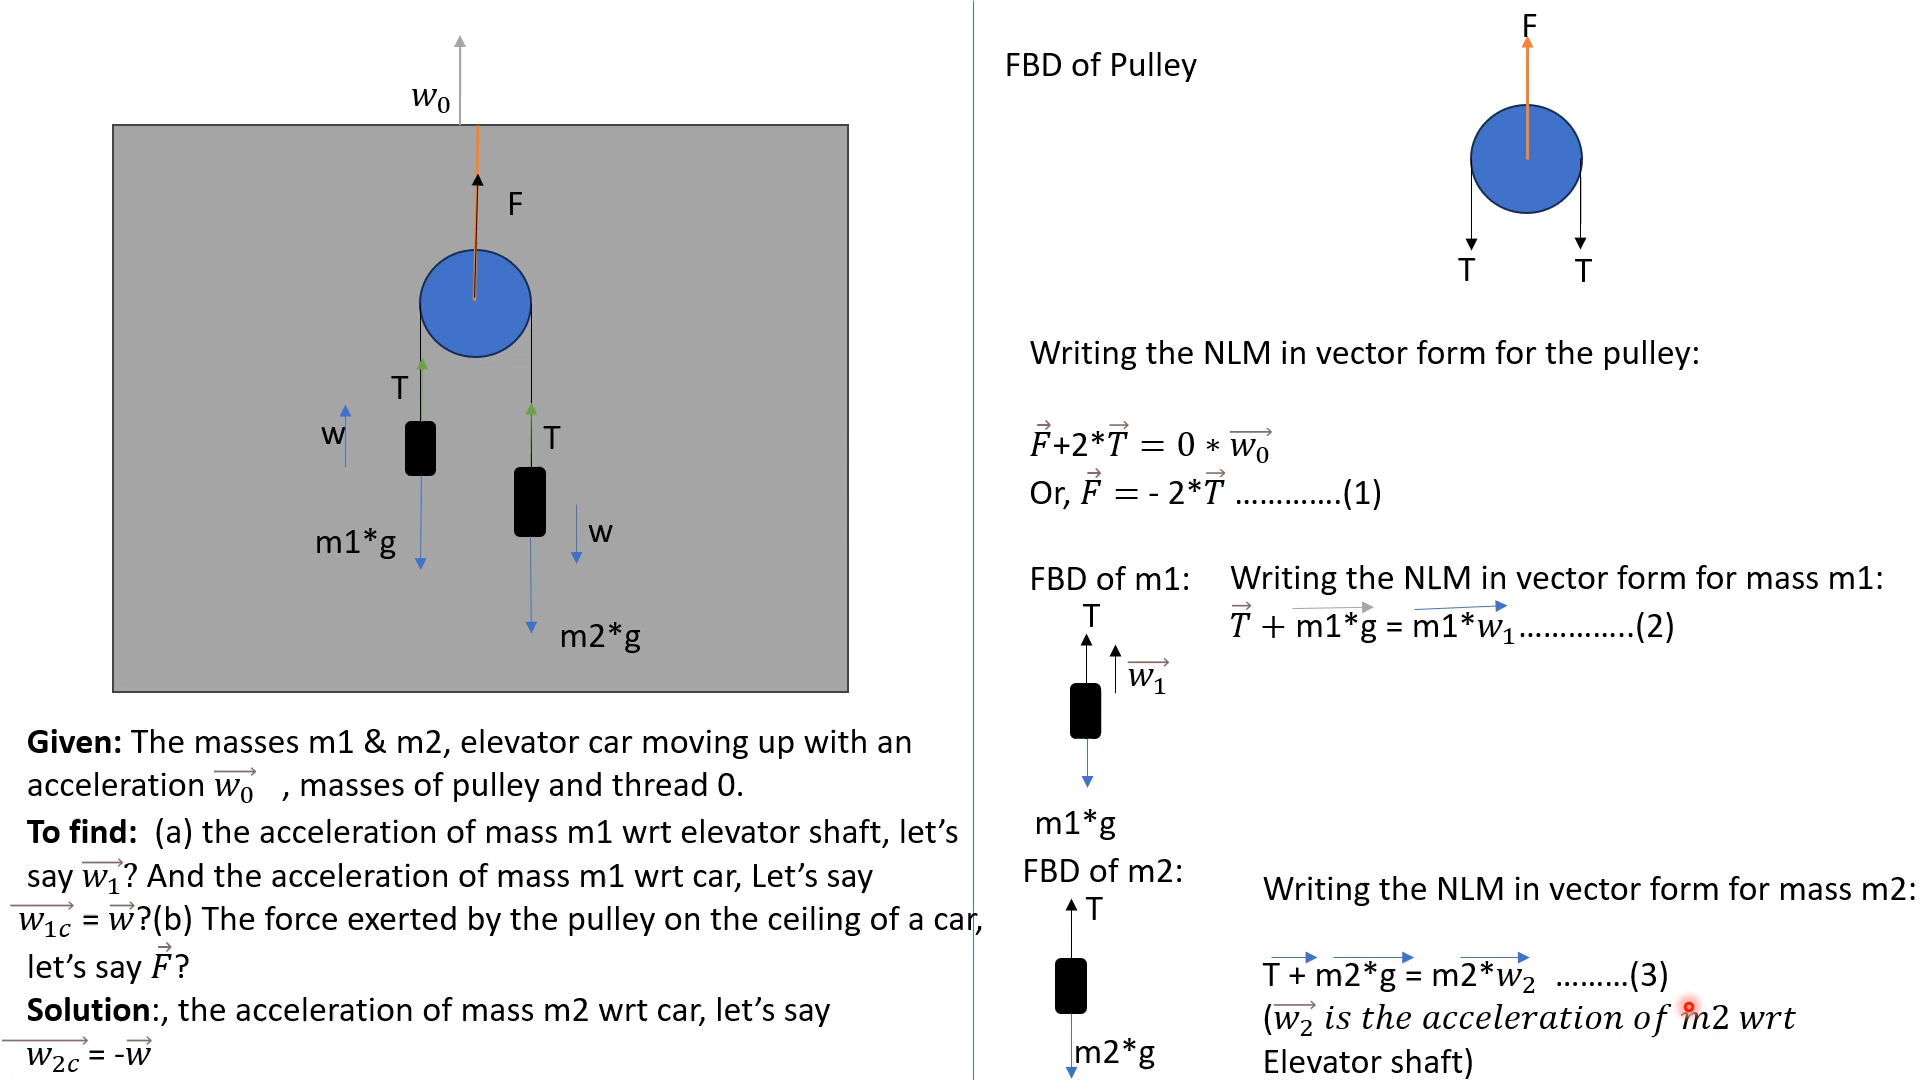 w₀
F
T
w
T
w
m1*g
m2*g
Given: The masses m1 & m2, elevator car moving up with an
acceleration w₀⃗ , masses of pulley and thread 0.
To find: (a) the acceleration of mass m1 wrt elevator shaft, let’s
say w₁⃗? And the acceleration of mass m1 wrt car, Let’s say
w₁c⃗ = w⃗?(b) The force exerted by the pulley on the ceiling of a car,
let’s say F⃗?
Solution:, the acceleration of mass m2 wrt car, let’s say
w₂c⃗ = -w⃗
FBD of Pulley
F
T
T
Writing the NLM in vector form for the pulley:
F⃗+2*T⃗ = 0 ∗ w₀⃗
Or, F⃗ = - 2*T⃗ ………….(1)
FBD of m1:
T
w₁⃗
m1*g
Writing the NLM in vector form for mass m1:
T⃗ + m1*g = m1*w₁…………..(2)
FBD of m2:
T
m2*g
Writing the NLM in vector form for mass m2:
T + m2*g = m2*w₂ ………(3)
(w₂⃗ is the acceleration of m2 wrt
Elevator shaft)